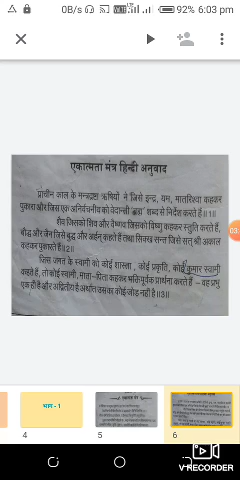 0B/s 92% 6:03 pm
एकात्मता मंत्र हिन्दी अनुवाद
प्राचीन काल के मन्त्रद्रष्टा ऋषियों ने जिसे इन्द्र, यम, मातरिश्वा कहकर
पुकारा और जिस एक अनिर्वचनीय को वेदान्ती 'ब्रह्म' शब्द से निर्देश करते हैं॥1॥
शैव जिसको शिव और वैष्णव जिसको विष्णु कहकर स्तुति करते हैं,
बौद्ध और जैन जिसे बुद्ध और अर्हन् कहते हैं तथा सिक्ख सन्त जिसे सत् श्री अकाल
कहकर पुकारते हैं॥2॥
जिस जगत के स्वामी को कोई शास्ता, कोई प्रकृति, कोई कुमार स्वामी
कहते हैं, तो कोई स्वामी, माता-पिता कहकर भक्तिपूर्वक प्रार्थना करते हैं - वह प्रभु
एक ही है और अद्वितीय है अर्थात उसका कोई जोड़ नहीं है॥3॥
भाग - 1
4 5 6
V RECORDER